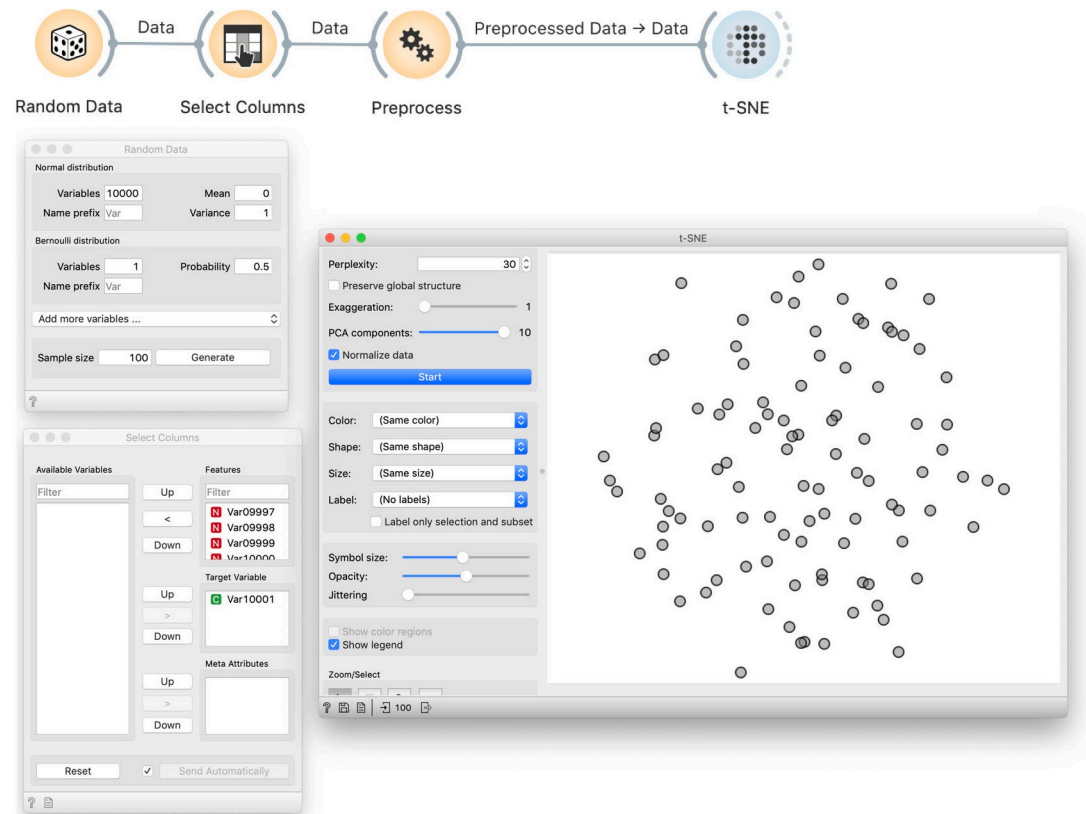 Data
Data
Preprocessed Data → Data
Random Data
Select Columns
Preprocess
t-SNE
Random Data
Normal distribution
Variables 10000 Mean 0
Name prefix Var Variance 1
Bernoulli distribution
Variables 1 Probability 0.5
Name prefix Var
Add more variables ...
Sample size 100 Generate
?
Select Columns
Available Variables
Filter
Up
<
Down
Up
>
Down
Up
>
Down
Features
Filter
N Var09997
N Var09998
N Var09999
N Var10000
Target Variable
C Var10001
Meta Attributes
Reset
Send Automatically
?
t-SNE
Perplexity: 30
Preserve global structure
Exaggeration: 1
PCA components: 10
Normalize data
Start
Color: (Same color)
Shape: (Same shape)
Size: (Same size)
Label: (No labels)
Label only selection and subset
Symbol size:
Opacity:
Jittering
Show color regions
Show legend
Zoom/Select
? 100